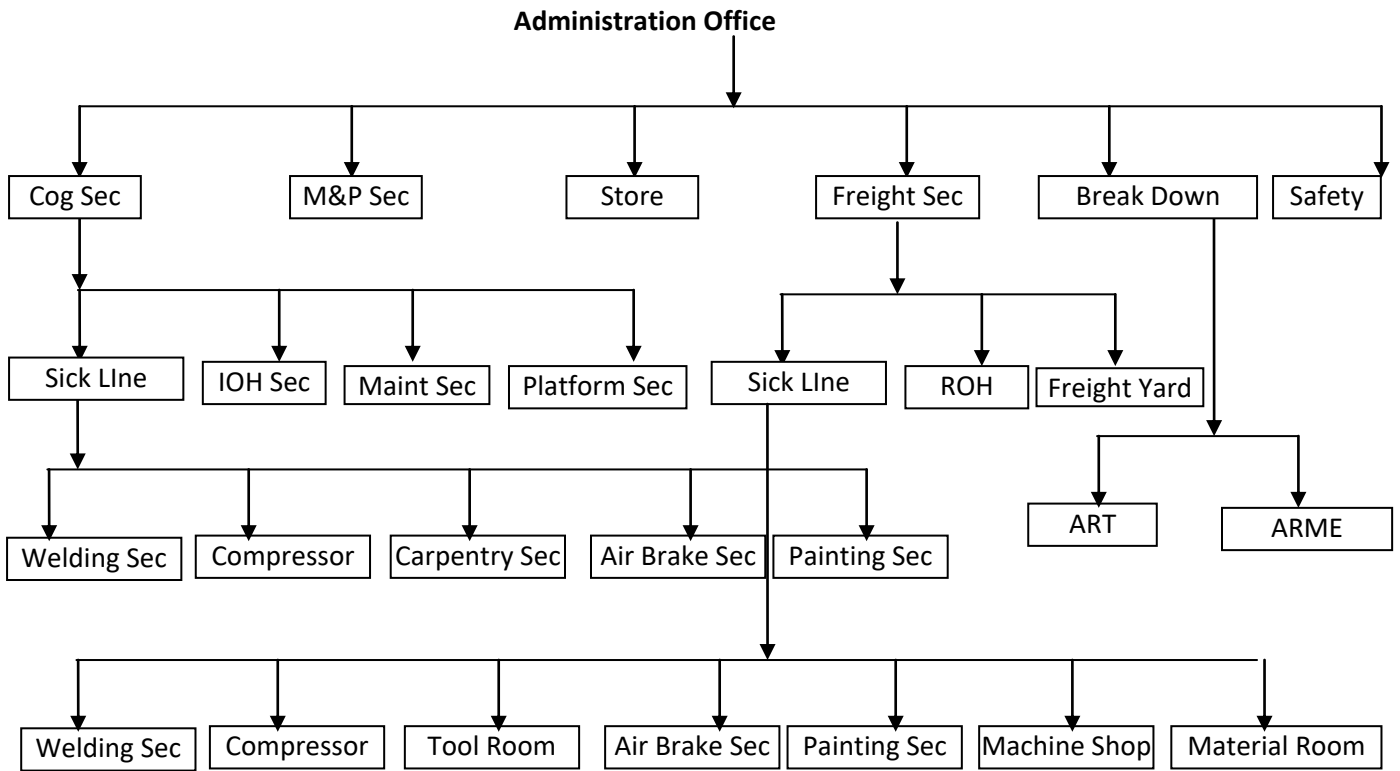 Administration Office
Cog Sec
M&P Sec
Store
Freight Sec
Break Down
Safety
Sick LIne
IOH Sec
Maint Sec
Platform Sec
Sick LIne
ROH
Freight Yard
ART
ARME
Welding Sec
Compressor
Carpentry Sec
Air Brake Sec
Painting Sec
Welding Sec
Compressor
Tool Room
Air Brake Sec
Painting Sec
Machine Shop
Material Room